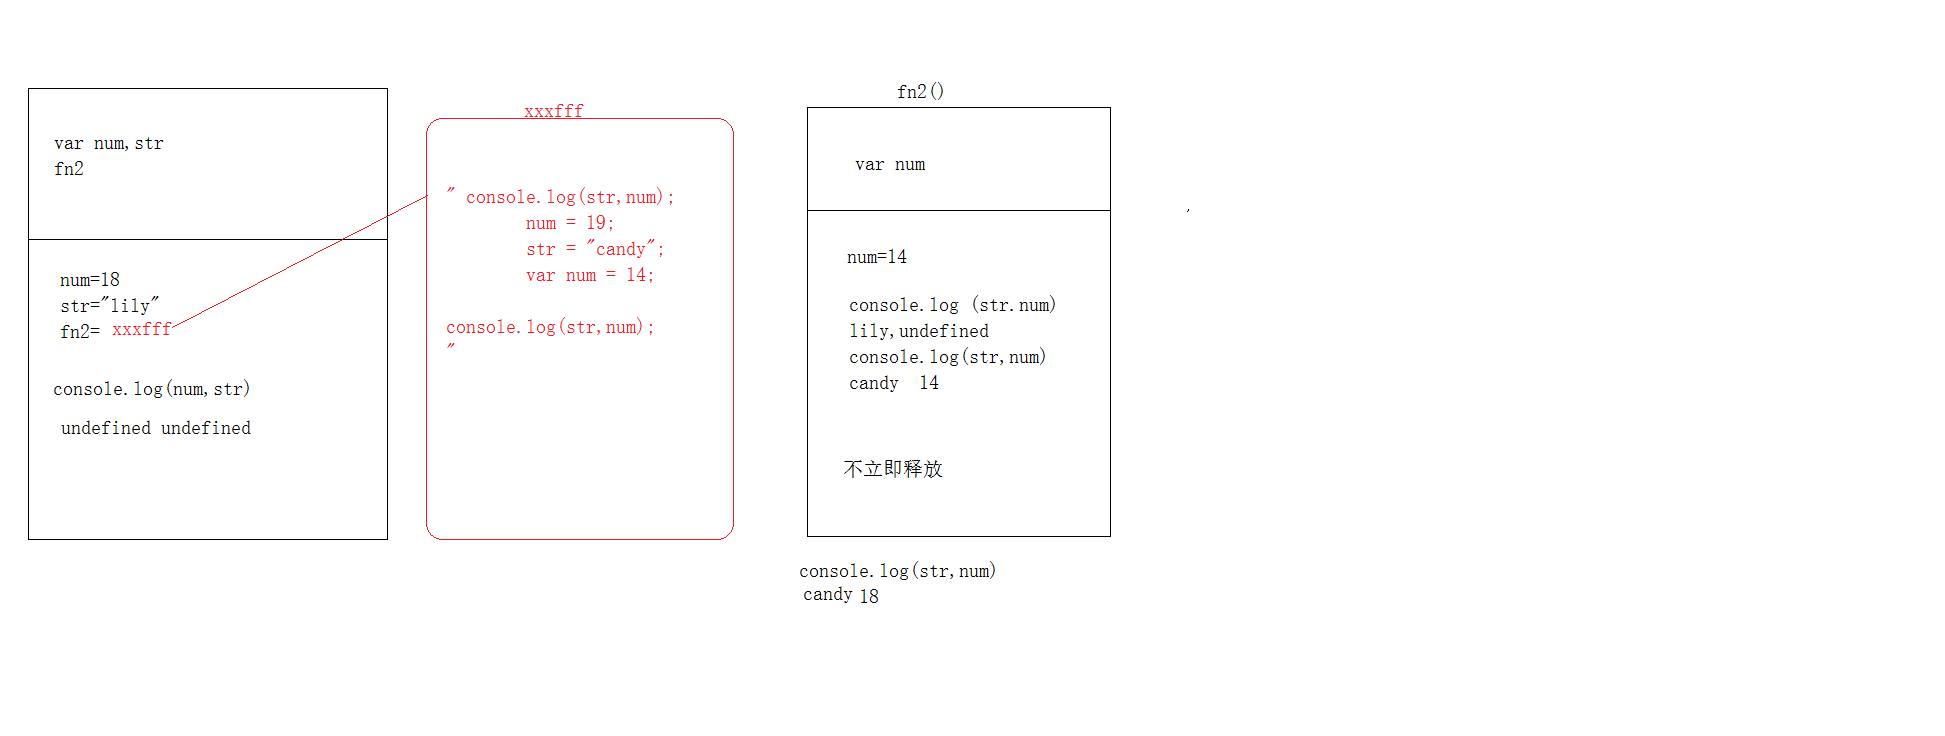 var num,str
fn2
num=18
str="lily"
fn2= xxxfff
console.log(num,str)
undefined undefined
xxxfff
" console.log(str,num);
num = 19;
str = "candy";
var num = 14;
console.log(str,num);
"
fn2()
var num
num=14
console.log (str.num)
lily,undefined
console.log(str,num)
candy 14
不立即释放
console.log(str,num)
candy 18
,